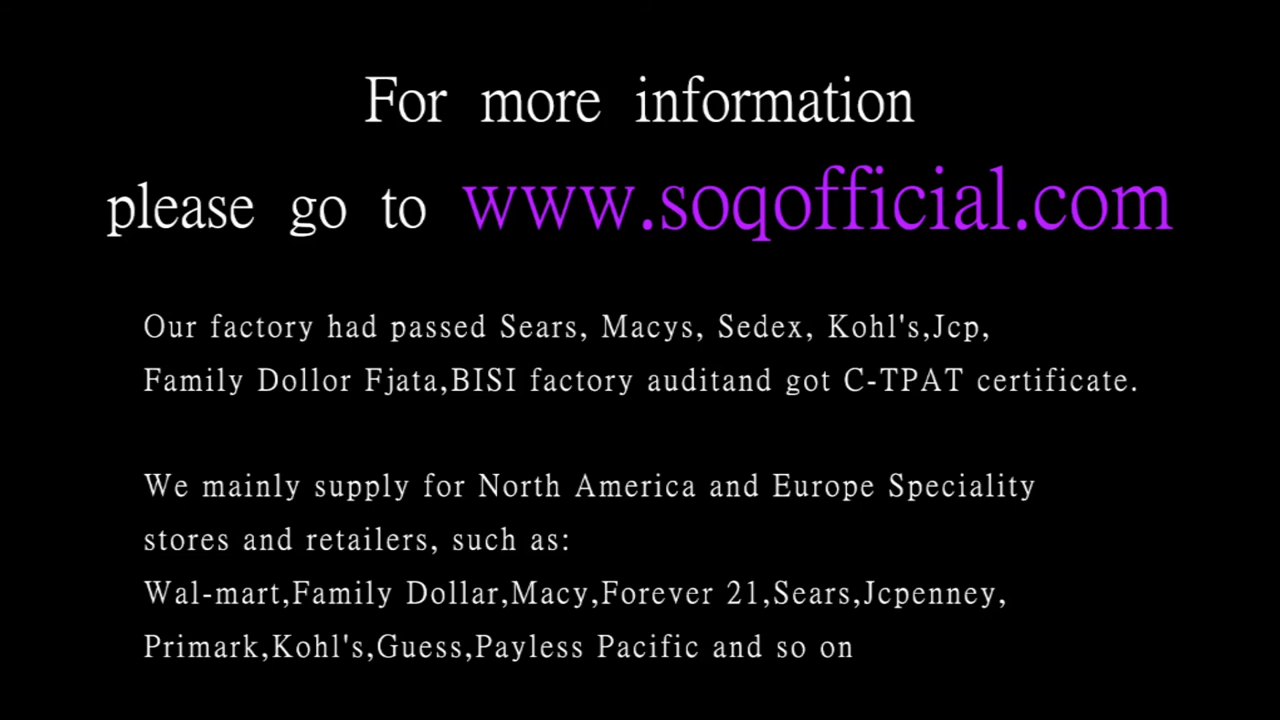 For more information
please go to www.soqofficial.com
Our factory had passed Sears, Macys, Sedex, Kohl's,Jcp,
Family Dollor Fjata,BISI factory auditand got C-TPAT certificate.
We mainly supply for North America and Europe Speciality
stores and retailers, such as:
Wal-mart,Family Dollar,Macy,Forever 21,Sears,Jcpenney,
Primark,Kohl's,Guess,Payless Pacific and so on